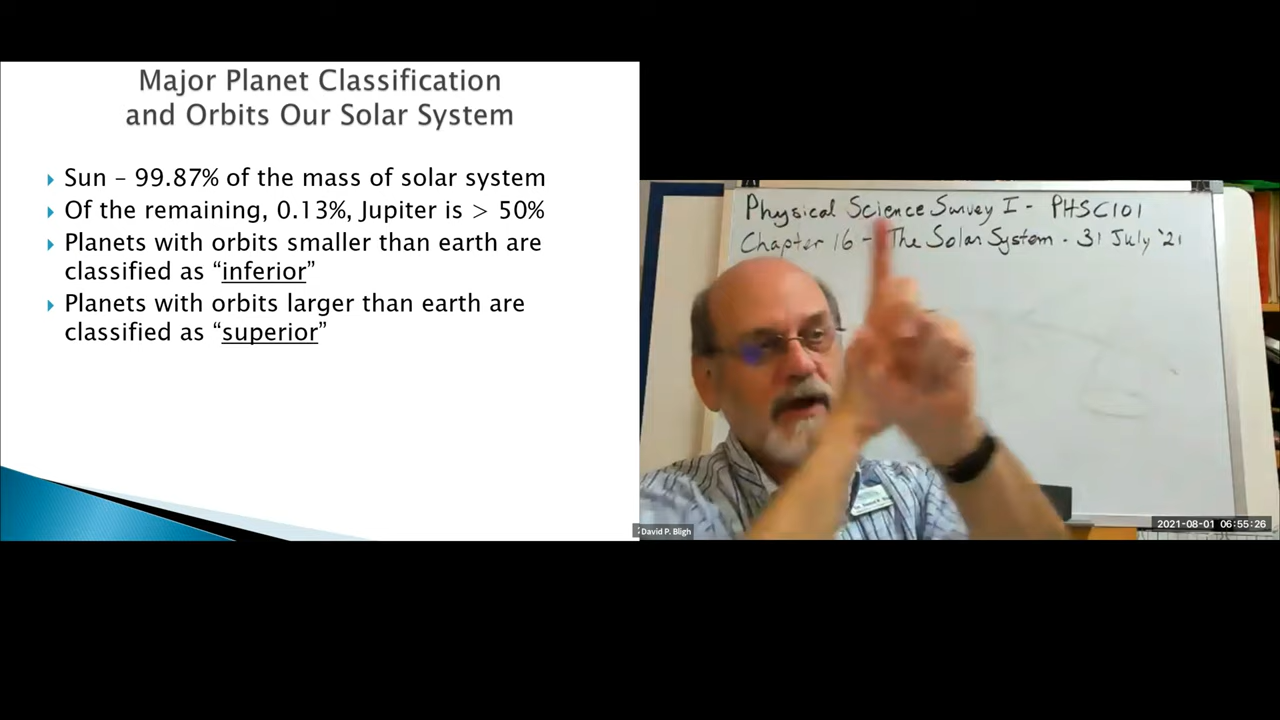 Major Planet Classification
and Orbits Our Solar System
Sun – 99.87% of the mass of solar system
Of the remaining, 0.13%, Jupiter is > 50%
Planets with orbits smaller than earth are
classified as “inferior”
Planets with orbits larger than earth are
classified as “superior”
Physical Science Survey I - PHSC101
Chapter 16 - The Solar System - 31 July '21
David P. Bligh
2021-08-01 06:55:26